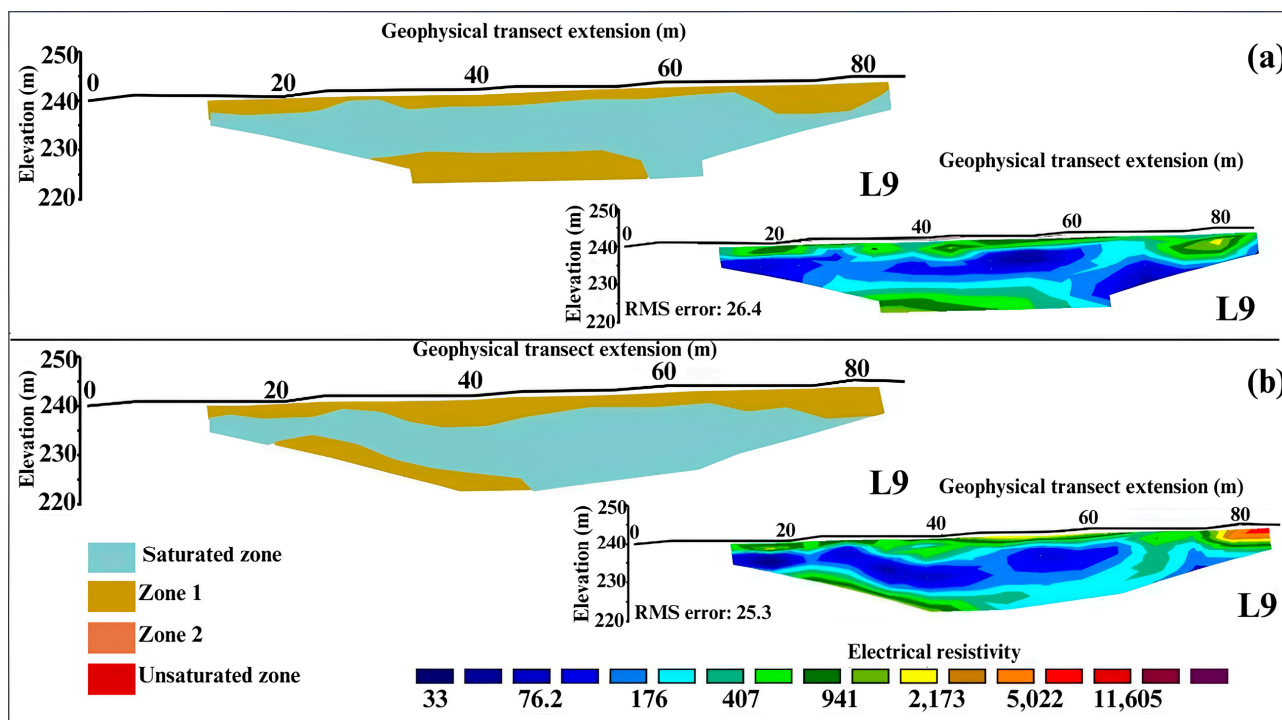 Geophysical transect extension (m)
(a)
Elevation (m)
250
240
230
220
0 20 40 60 80
L9
Geophysical transect extension (m)
Elevation (m)
250
240
230
220
0 20 40 60 80
RMS error: 26.4
L9
Geophysical transect extension (m)
(b)
Elevation (m)
250
240
230
220
0 20 40 60 80
L9
Geophysical transect extension (m)
Elevation (m)
250
240
230
220
0 20 40 60 80
RMS error: 25.3
L9
Saturated zone
Zone 1
Zone 2
Unsaturated zone
Electrical resistivity
33 76.2 176 407 941 2,173 5,022 11,605